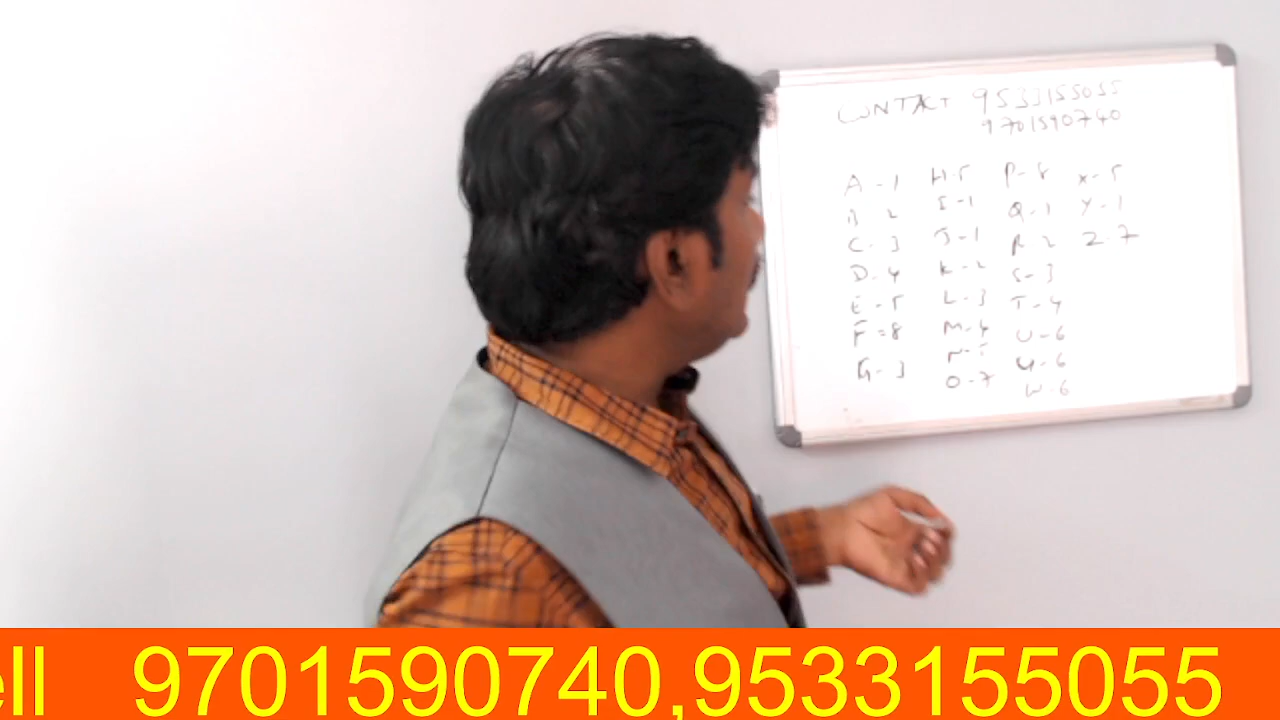 CONTACT 9533155055
9701590740
A-1 H-5 P-8 X-5
B 2 I-1 Q-1 Y-1
C-3 J-1 R-2 Z-7
D-4 K-2 S-3
E-5 L-3 T-4
F=8 M-4 U-6
G-3 N-5 U-6
O-7 W-6
ell 9701590740,9533155055